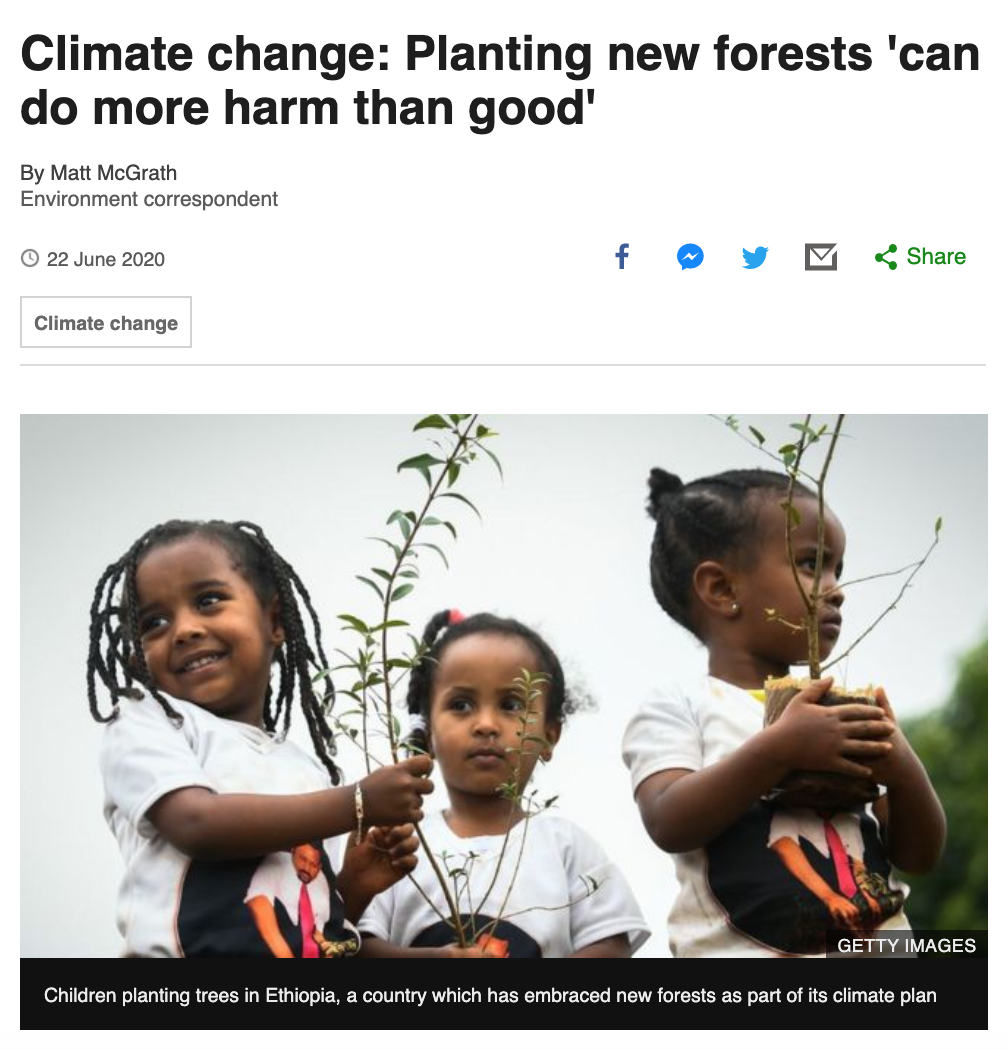 Climate change: Planting new forests 'can
do more harm than good'
By Matt McGrath
Environment correspondent
22 June 2020
Share
Climate change
GETTY IMAGES
Children planting trees in Ethiopia, a country which has embraced new forests as part of its climate plan